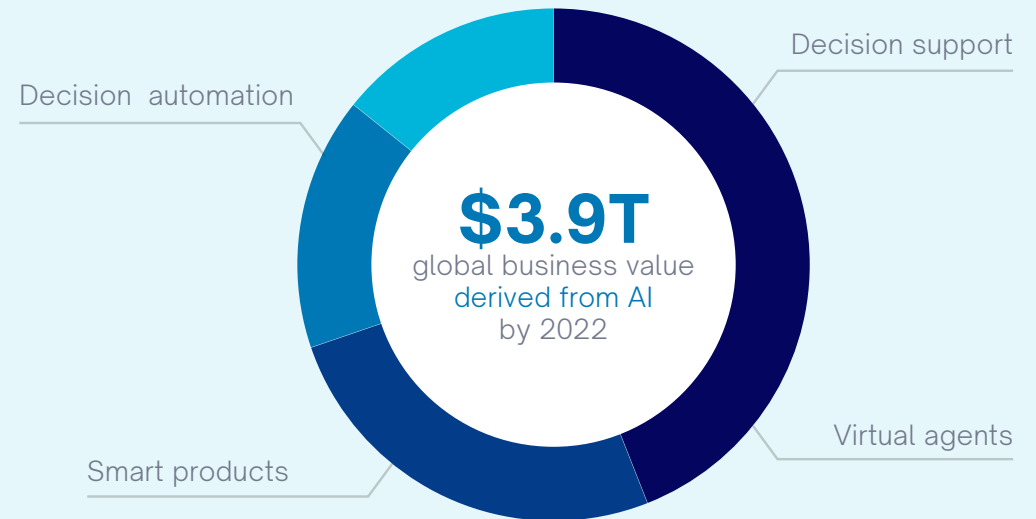 Decision support
Decision automation
$3.9T
global business value
derived from AI
by 2022
Virtual agents
Smart products